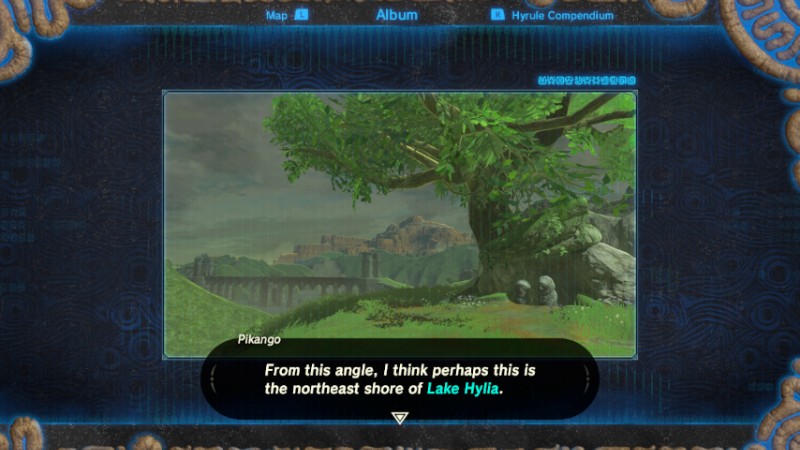 Map L
Album
R Hyrule Compendium
Pikango
From this angle, I think perhaps this is
the northeast shore of Lake Hylia.